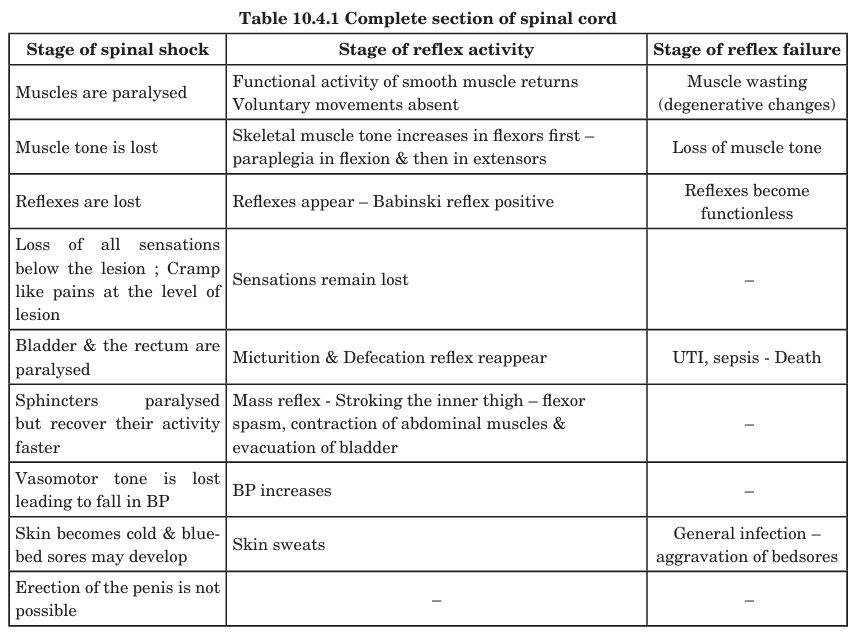 Table 10.4.1 Complete section of spinal cord
Stage of spinal shock
Stage of reflex activity
Stage of reflex failure
Muscles are paralysed
Functional activity of smooth muscle returns
Voluntary movements absent
Muscle wasting
(degenerative changes)
Muscle tone is lost
Skeletal muscle tone increases in flexors first –
paraplegia in flexion & then in extensors
Loss of muscle tone
Reflexes are lost
Reflexes appear – Babinski reflex positive
Reflexes become
functionless
Loss of all sensations
below the lesion ; Cramp
like pains at the level of
lesion
Sensations remain lost
–
Bladder & the rectum are
paralysed
Micturition & Defecation reflex reappear
UTI, sepsis - Death
Sphincters paralysed
but recover their activity
faster
Mass reflex - Stroking the inner thigh – flexor
spasm, contraction of abdominal muscles &
evacuation of bladder
–
Vasomotor tone is lost
leading to fall in BP
BP increases
–
Skin becomes cold & blue-
bed sores may develop
Skin sweats
General infection –
aggravation of bedsores
Erection of the penis is not
possible
–
–